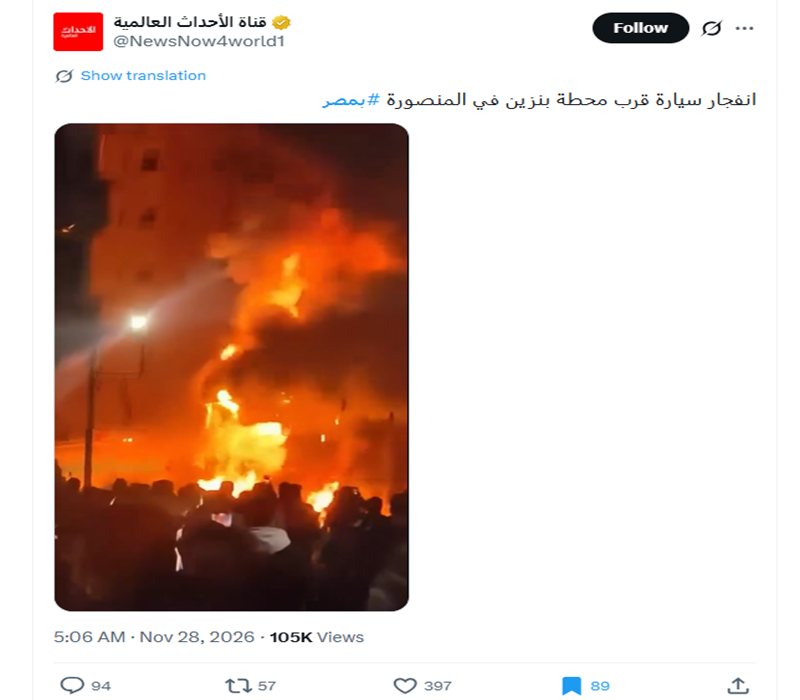 قناة الأحداث العالمية
@NewsNow4world1
Follow
Show translation
انفجار سيارة قرب محطة بنزين في المنصورة #بمصر
5:06 AM · Nov 28, 2026 · 105K Views
94 57 397 89